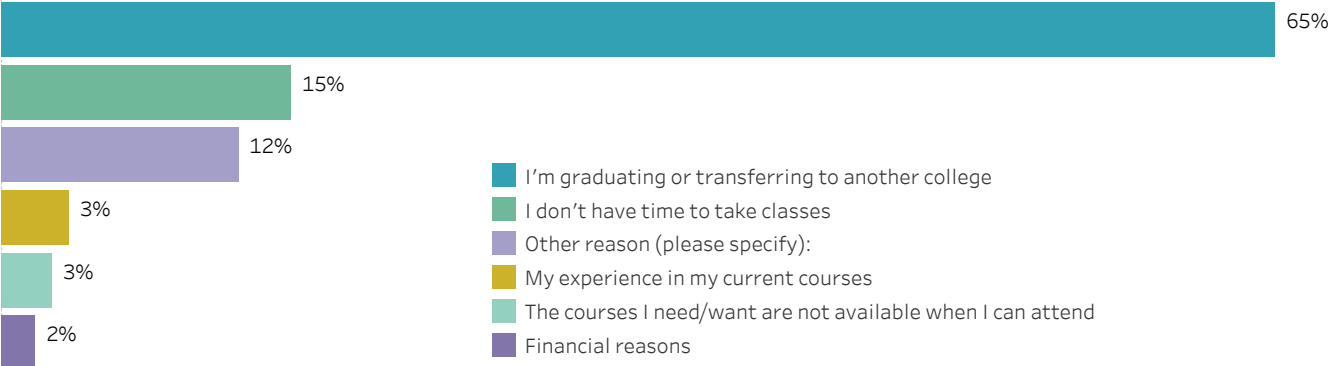 65%
15%
12%
I’m graduating or transferring to another college
3%
I don’t have time to take classes
Other reason (please specify):
3%
My experience in my current courses
The courses I need/want are not available when I can attend
2%
Financial reasons